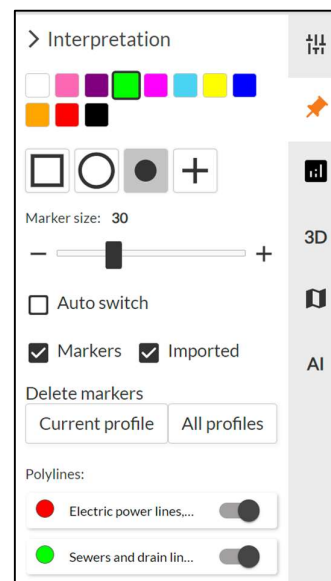 Interpretation
Marker size: 30
Auto switch
Markers Imported
Delete markers
Current profile All profiles
Polylines:
Electric power lines,...
Sewers and drain lin...
3D
AI